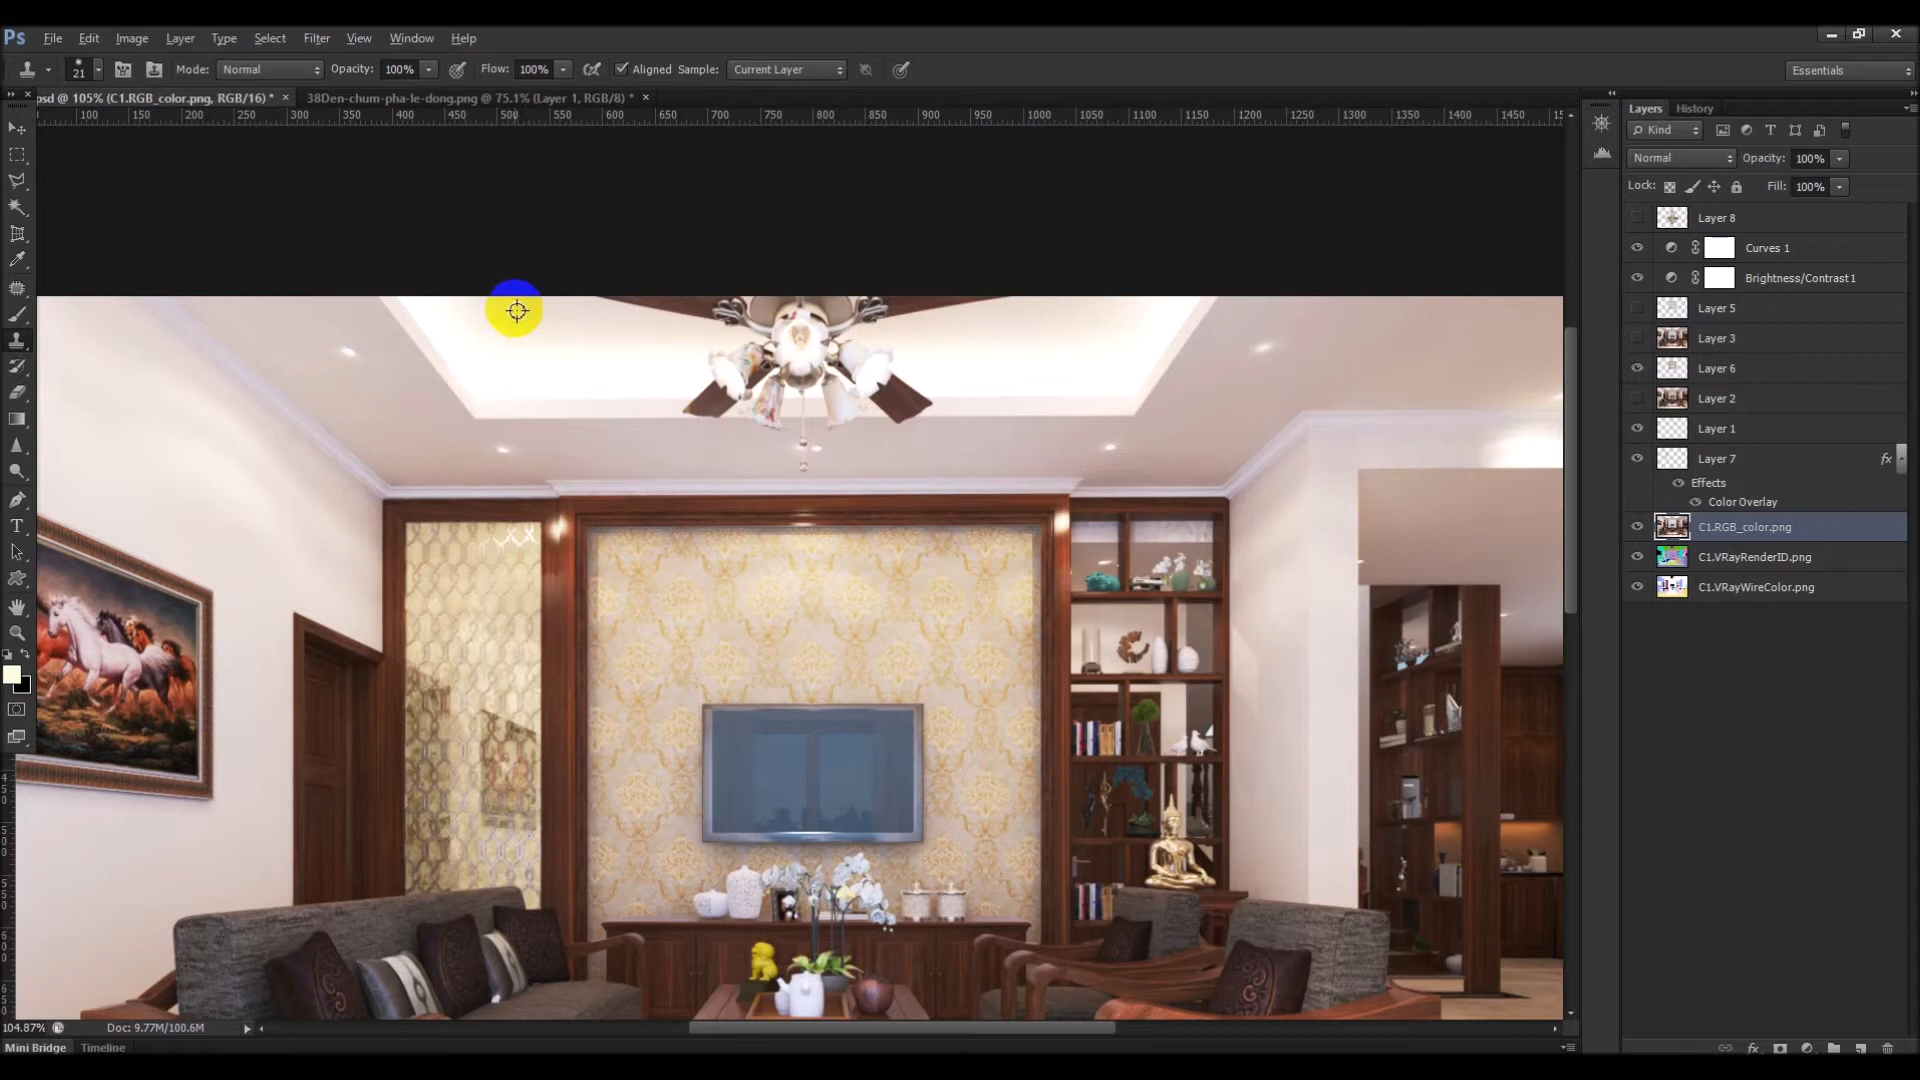 Ps File Edit Image Layer Type Select Filter View Window Help
21 Mode: Normal Opacity: 100% Flow: 100% Aligned Sample: Current Layer Essentials
psd @ 105% (C1.RGB_color.png, RGB/16) * × 38Den-chum-pha-le-dong.png @ 75.1% (Layer 1, RGB/8) * ×
100 150 200 250 300 350 400 450 500 550 600 650 700 750 800 850 900 950 1000 1050 1100 1150 1200 1250 1300 1350 1400 1450 15
Layers History
Kind
Normal Opacity: 100%
Lock: Fill: 100%
Layer 8
Curves 1
Brightness/Contrast 1
Layer 5
Layer 3
Layer 6
Layer 2
Layer 1
Layer 7 fx
Effects
Color Overlay
C1.RGB_color.png
C1.VRayRenderID.png
C1.VRayWireColor.png
104.87% Doc: 9.77M/100.6M
Mini Bridge Timeline